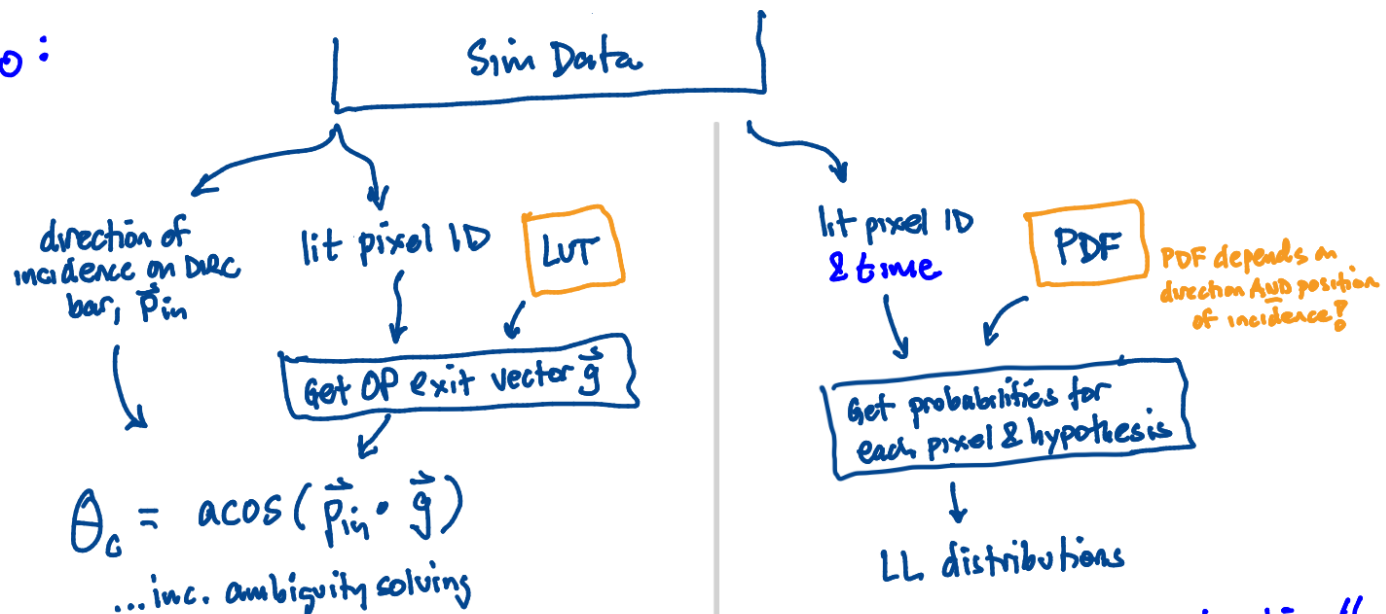 o:
Sim Data
direction of
incidence on DIRC
bar, p⃗in
lit pixel ID
LUT
Get OP exit vector g⃗
θc = acos(p⃗in · g⃗)
...inc. ambiguity solving
lit pixel ID
& time
PDF
PDF depends on
direction AND position
of incidence!
Get probabilities for
each pixel & hypothesis
LL distributions